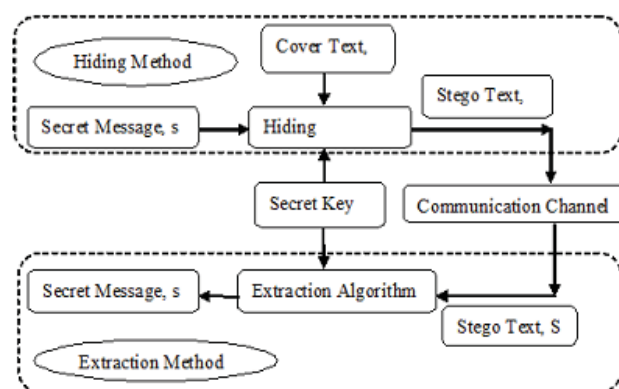 Cover Text,
Hiding Method
Stego Text,
Secret Message, s
Hiding
Secret Key
Communication Channel
Secret Message, s
Extraction Algorithm
Stego Text, S
Extraction Method